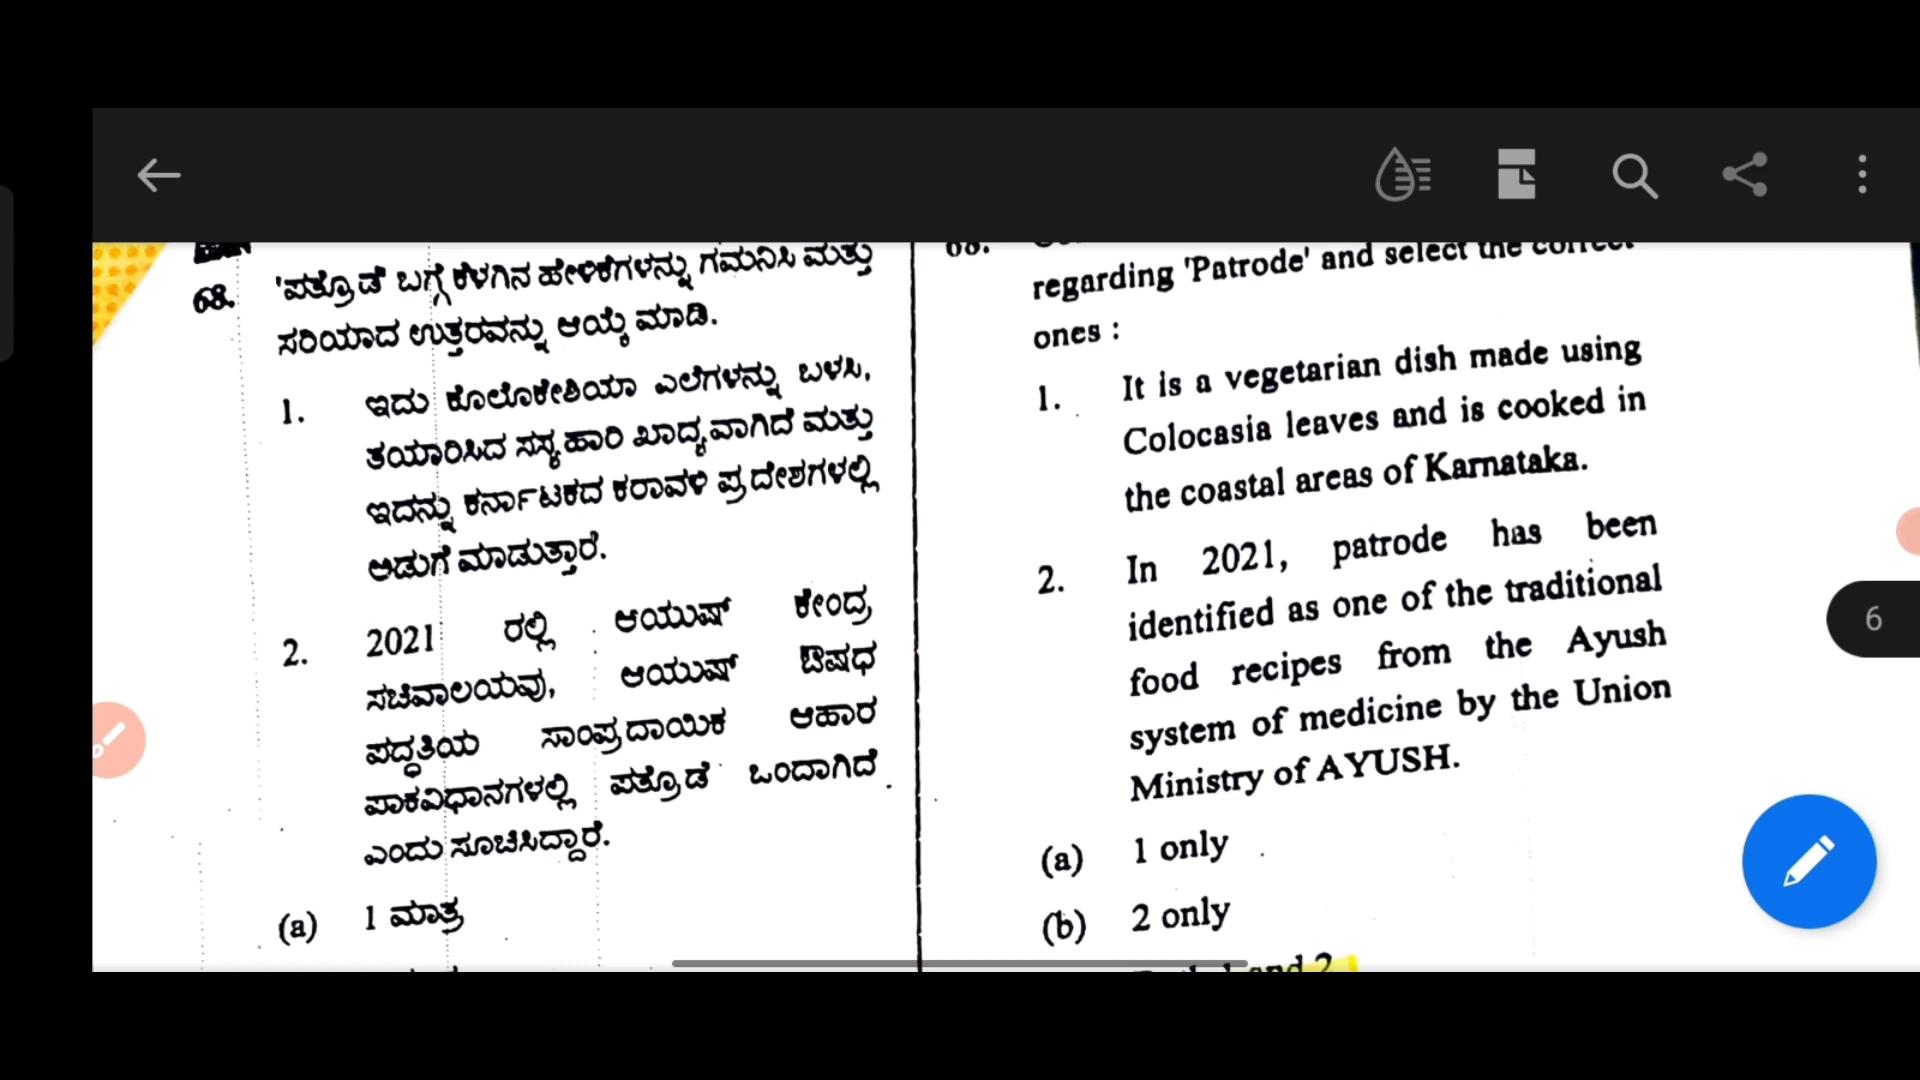 68.
'ಪತ್ರೊಡೆ' ಬಗ್ಗೆ ಕೆಳಗಿನ ಹೇಳಿಕೆಗಳನ್ನು ಗಮನಿಸಿ ಮತ್ತು
ಸರಿಯಾದ ಉತ್ತರವನ್ನು ಆಯ್ಕೆ ಮಾಡಿ.
1. ಇದು ಕೊಲೊಕೇಶಿಯಾ ಎಲೆಗಳನ್ನು ಬಳಸಿ,
ತಯಾರಿಸಿದ ಸಸ್ಯಹಾರಿ ಖಾದ್ಯವಾಗಿದೆ ಮತ್ತು
ಇದನ್ನು ಕರ್ನಾಟಕದ ಕರಾವಳಿ ಪ್ರದೇಶಗಳಲ್ಲಿ
ಅಡುಗೆ ಮಾಡುತ್ತಾರೆ.
2. 2021 ರಲ್ಲಿ ಆಯುಷ್ ಕೇಂದ್ರ
ಸಚಿವಾಲಯವು, ಆಯುಷ್ ಔಷಧ
ಪದ್ಧತಿಯ ಸಾಂಪ್ರದಾಯಿಕ ಆಹಾರ
ಪಾಕವಿಧಾನಗಳಲ್ಲಿ ಪತ್ರೊಡೆ ಒಂದಾಗಿದೆ
ಎಂದು ಸೂಚಿಸಿದ್ದಾರೆ.
(a) 1 ಮಾತ್ರ
68.
regarding 'Patrode' and select the correct
ones :
1. It is a vegetarian dish made using
Colocasia leaves and is cooked in
the coastal areas of Karnataka.
2. In 2021, patrode has been
identified as one of the traditional
food recipes from the Ayush
system of medicine by the Union
Ministry of AYUSH.
(a) 1 only
(b) 2 only
and 2
6